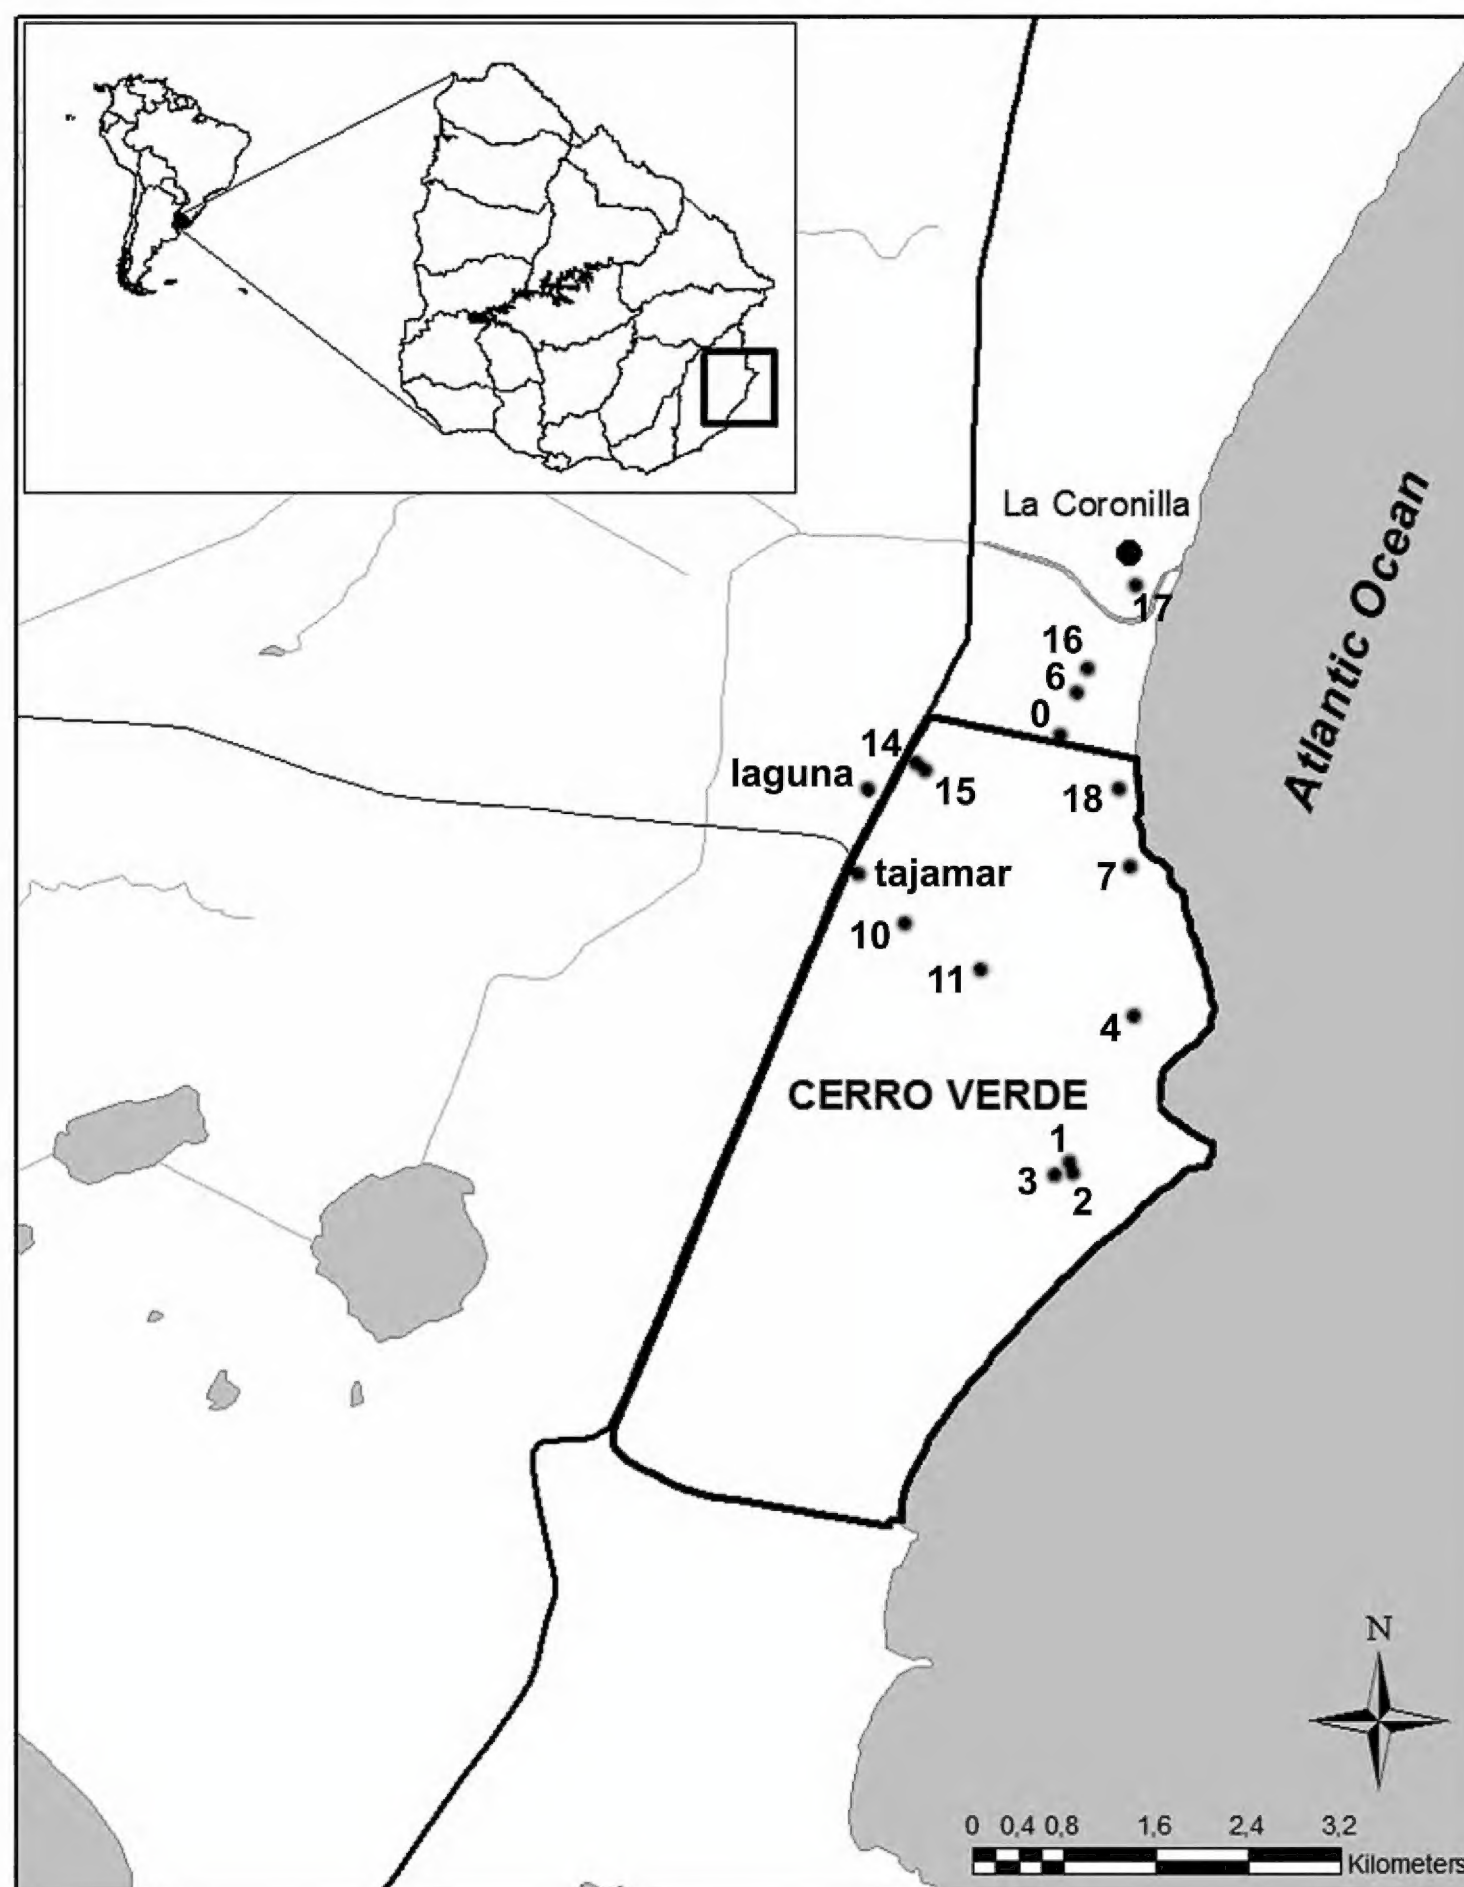 La Coronilla
17
16
6
0
14
laguna
15
18
Atlantic Ocean
7
tajamar
10
11
4
CERRO VERDE
1
3
2
N
0 0,4 0,8 1,6 2,4 3,2
Kilometers